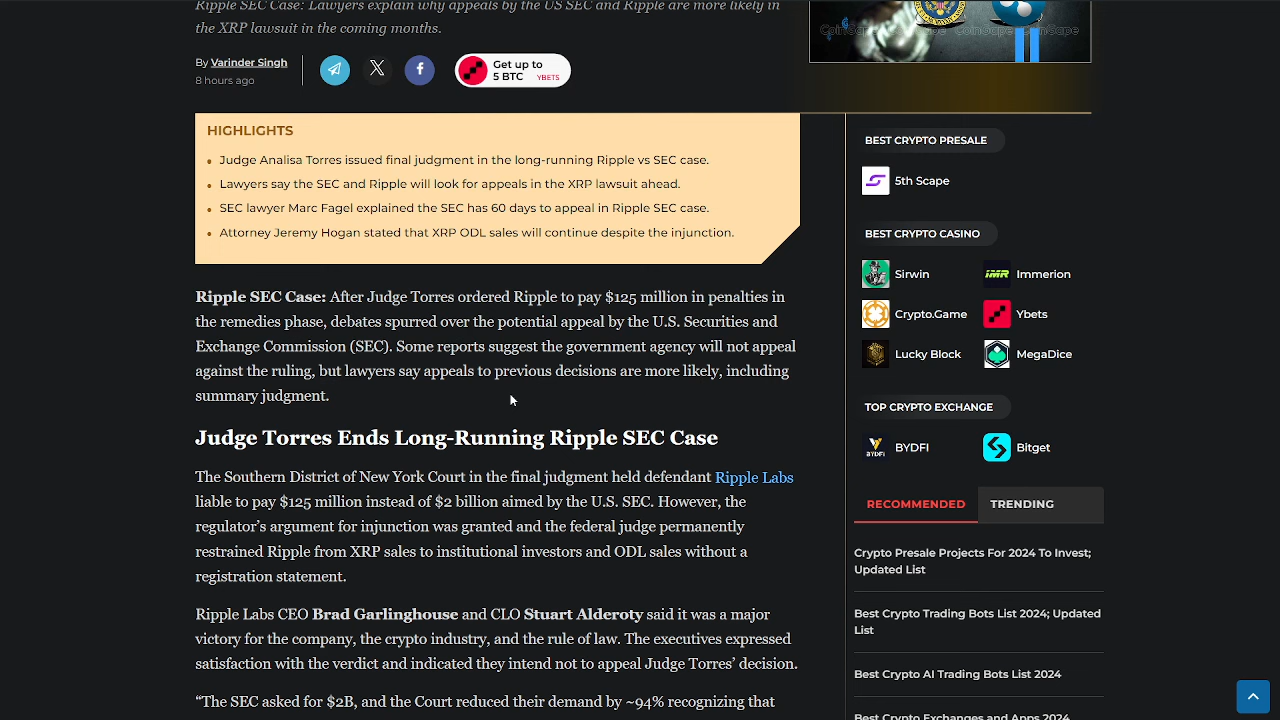 Ripple SEC Case: Lawyers explain why appeals by the US SEC and Ripple are more likely in
the XRP lawsuit in the coming months.
By Varinder Singh
8 hours ago
Get up to
5 BTC YBETS
HIGHLIGHTS
Judge Analisa Torres issued final judgment in the long-running Ripple vs SEC case.
Lawyers say the SEC and Ripple will look for appeals in the XRP lawsuit ahead.
SEC lawyer Marc Fagel explained the SEC has 60 days to appeal in Ripple SEC case.
Attorney Jeremy Hogan stated that XRP ODL sales will continue despite the injunction.
Ripple SEC Case: After Judge Torres ordered Ripple to pay $125 million in penalties in
the remedies phase, debates spurred over the potential appeal by the U.S. Securities and
Exchange Commission (SEC). Some reports suggest the government agency will not appeal
against the ruling, but lawyers say appeals to previous decisions are more likely, including
summary judgment.
Judge Torres Ends Long-Running Ripple SEC Case
The Southern District of New York Court in the final judgment held defendant Ripple Labs
liable to pay $125 million instead of $2 billion aimed by the U.S. SEC. However, the
regulator's argument for injunction was granted and the federal judge permanently
restrained Ripple from XRP sales to institutional investors and ODL sales without a
registration statement.
Ripple Labs CEO Brad Garlinghouse and CLO Stuart Alderoty said it was a major
victory for the company, the crypto industry, and the rule of law. The executives expressed
satisfaction with the verdict and indicated they intend not to appeal Judge Torres' decision.
"The SEC asked for $2B, and the Court reduced their demand by ~94% recognizing that
BEST CRYPTO PRESALE
5th Scape
BEST CRYPTO CASINO
Sirwin
Immerion
Crypto.Game
Ybets
Lucky Block
MegaDice
TOP CRYPTO EXCHANGE
BYDFI
Bitget
RECOMMENDED
TRENDING
Crypto Presale Projects For 2024 To Invest;
Updated List
Best Crypto Trading Bots List 2024; Updated
List
Best Crypto AI Trading Bots List 2024
Best Crypto Exchanges and Apps 2024